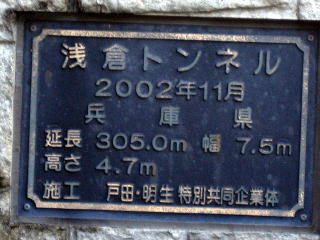 浅倉トンネル
2002年11月
兵庫県
延長 305.0m 幅 7.5m
高さ 4.7m
施工 戸田・明生 特別共同企業体